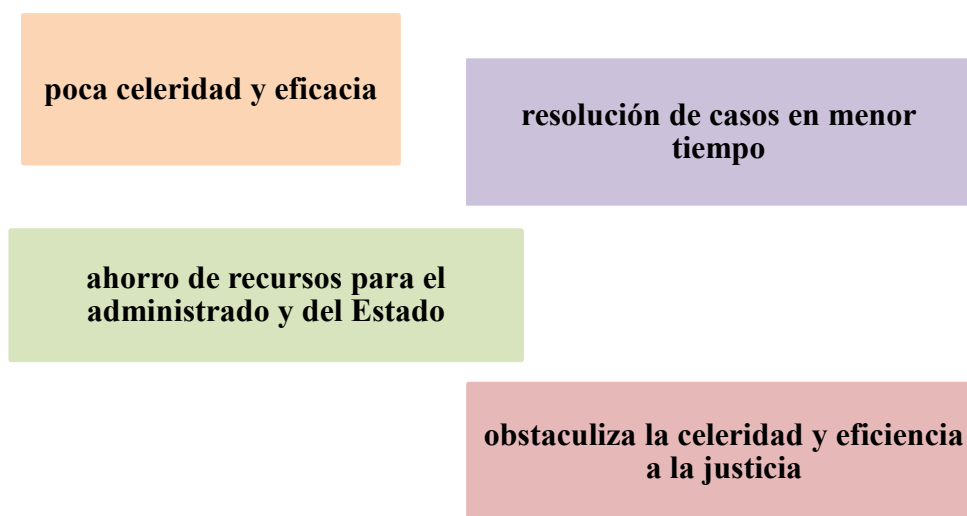 poca celeridad y eficacia
resolución de casos en menor
tiempo
ahorro de recursos para el
administrado y del Estado
obstaculiza la celeridad y eficiencia
a la justicia